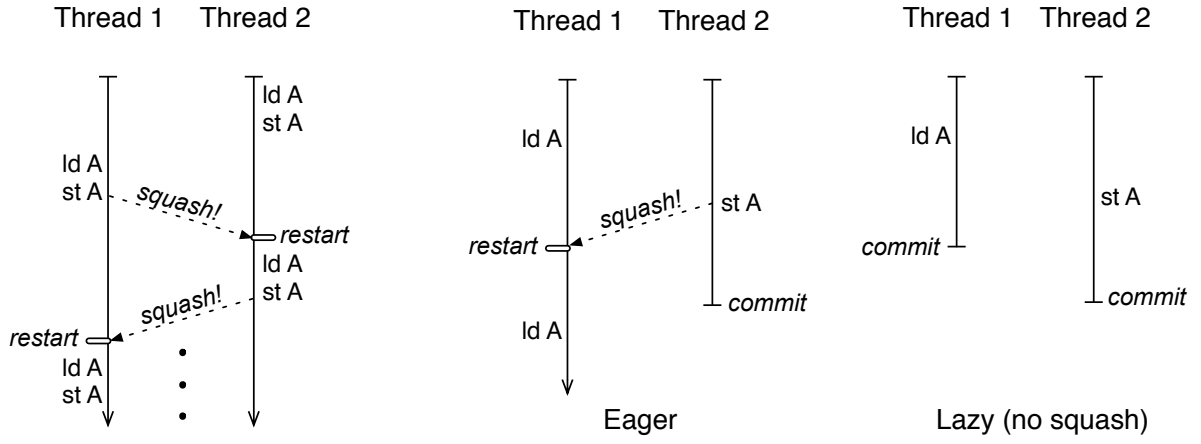 Thread 1 Thread 2
ld A
st A
ld A
st A
squash!
restart
ld A
st A
squash!
restart
ld A
st A
Thread 1 Thread 2
ld A
st A
squash!
restart
commit
ld A
Eager
Thread 1 Thread 2
ld A
st A
commit
commit
Lazy (no squash)